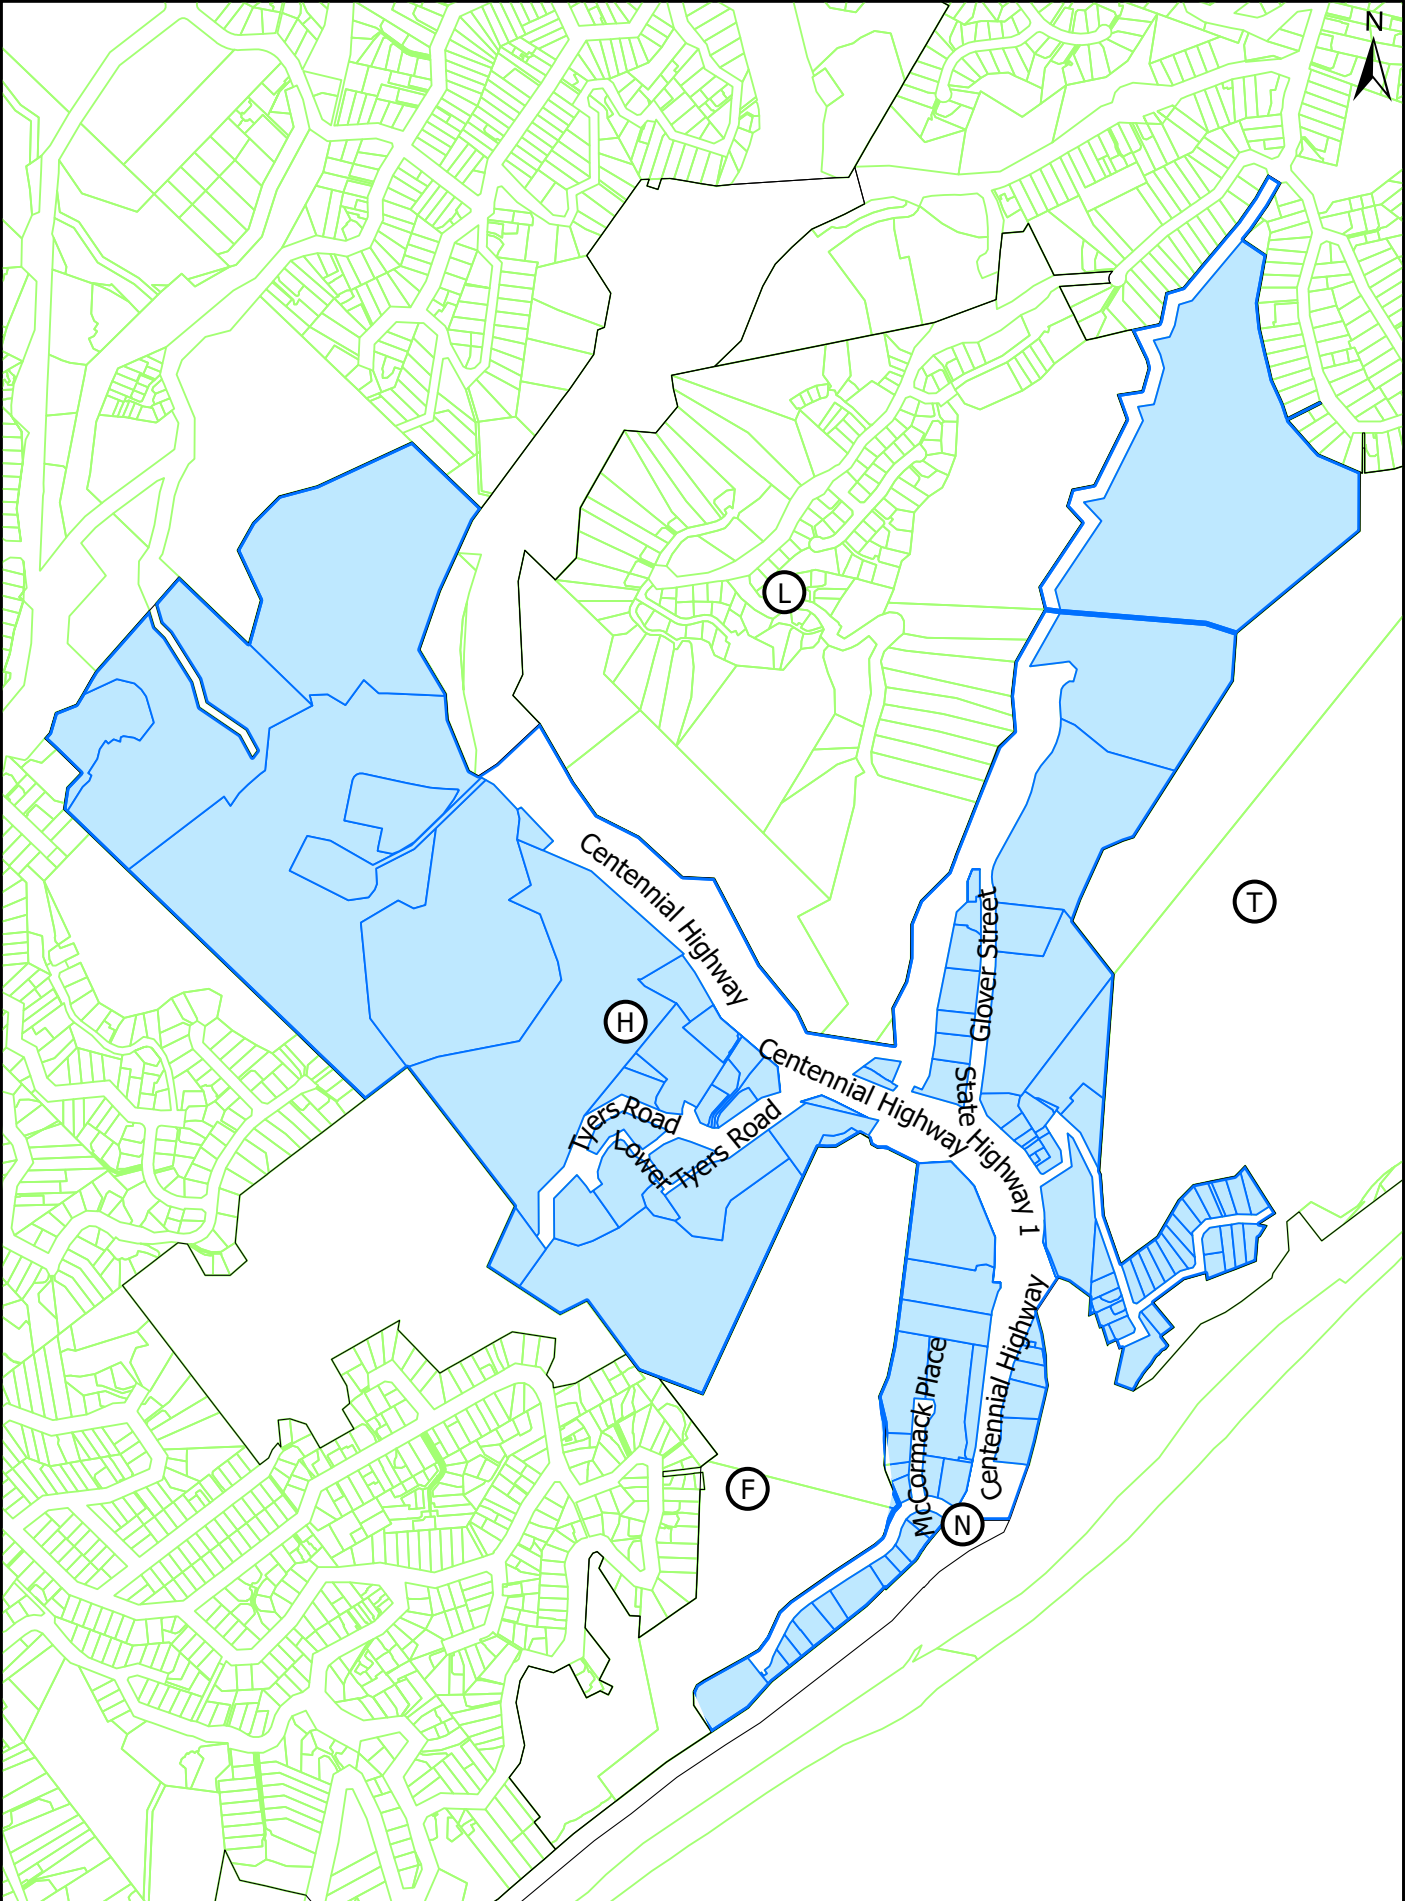 N
L
Centennial Highway
T
Glover Street
H
Centennial Highway
State Highway 1
Tyers Road
Lower Tyers Road
Centennial Highway
McCormack Place
F
N